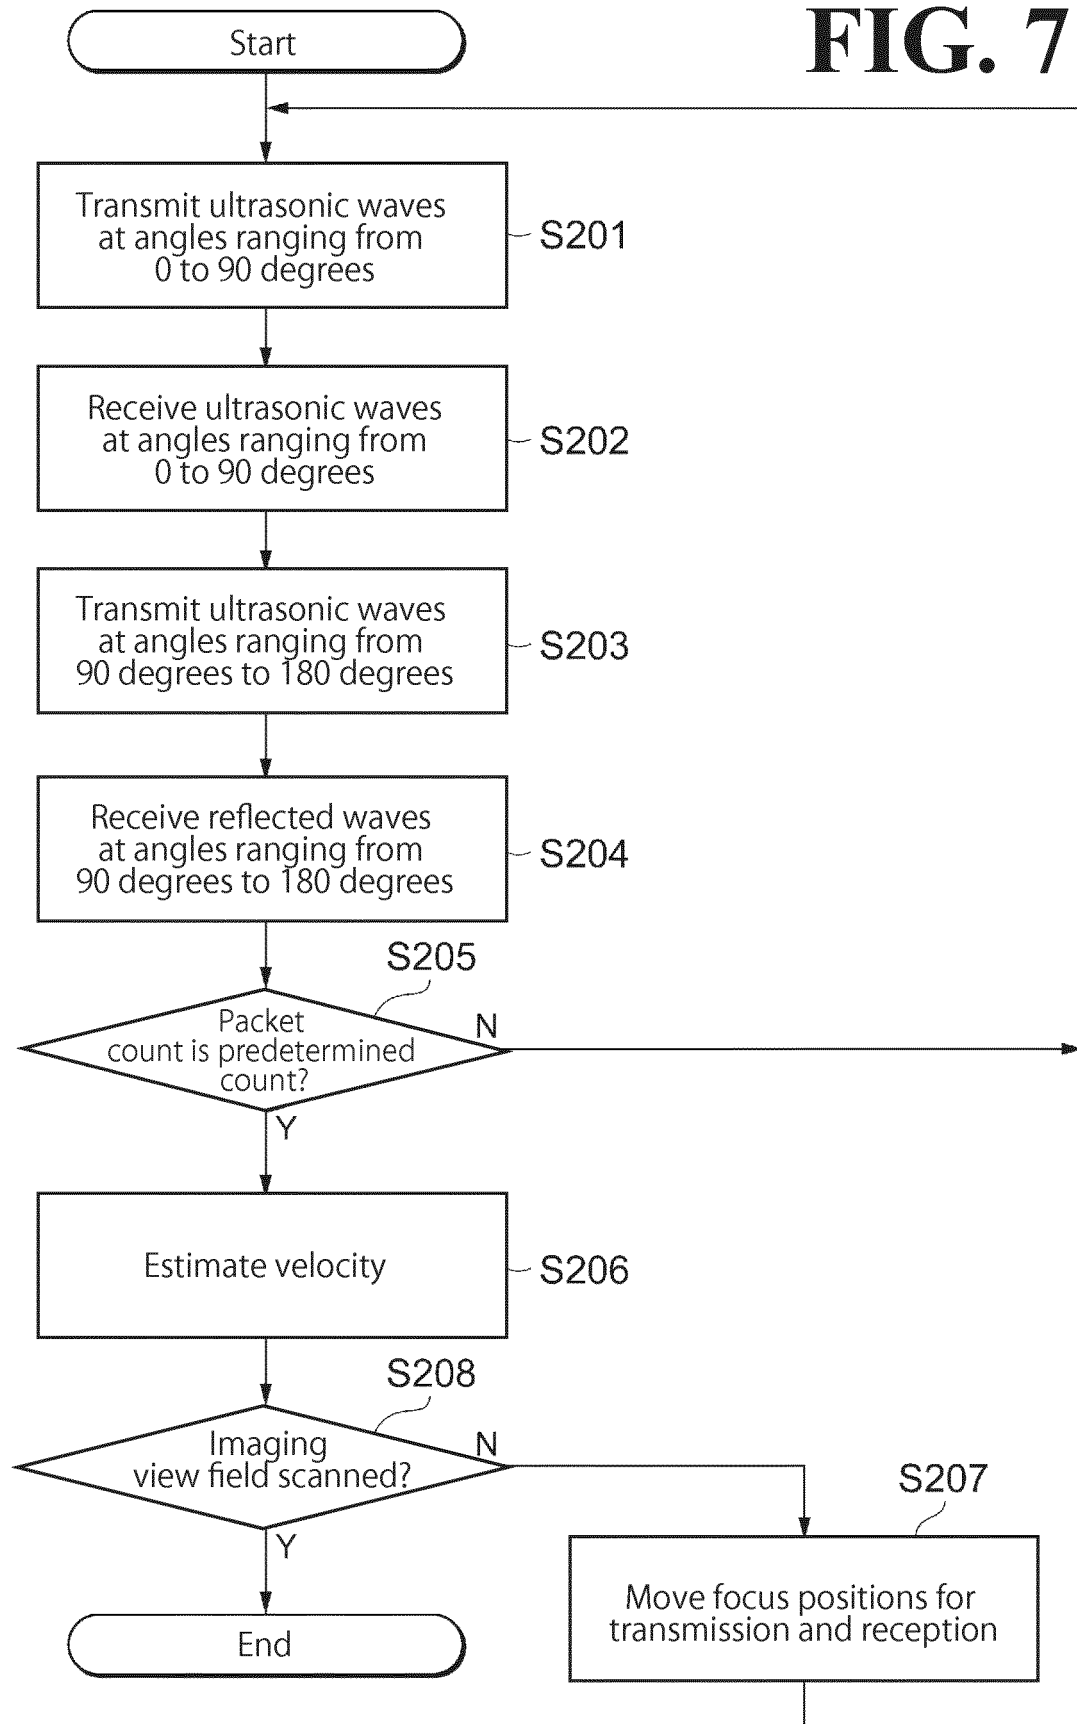 FIG. 7
Start
Transmit ultrasonic waves
at angles ranging from
0 to 90 degrees
S201
Receive ultrasonic waves
at angles ranging from
0 to 90 degrees
S202
Transmit ultrasonic waves
at angles ranging from
90 degrees to 180 degrees
S203
Receive reflected waves
at angles ranging from
90 degrees to 180 degrees
S204
S205
Packet
count is predetermined
count?
N
Y
Estimate velocity
S206
S208
Imaging
view field scanned?
N
Y
S207
Move focus positions for
transmission and reception
End